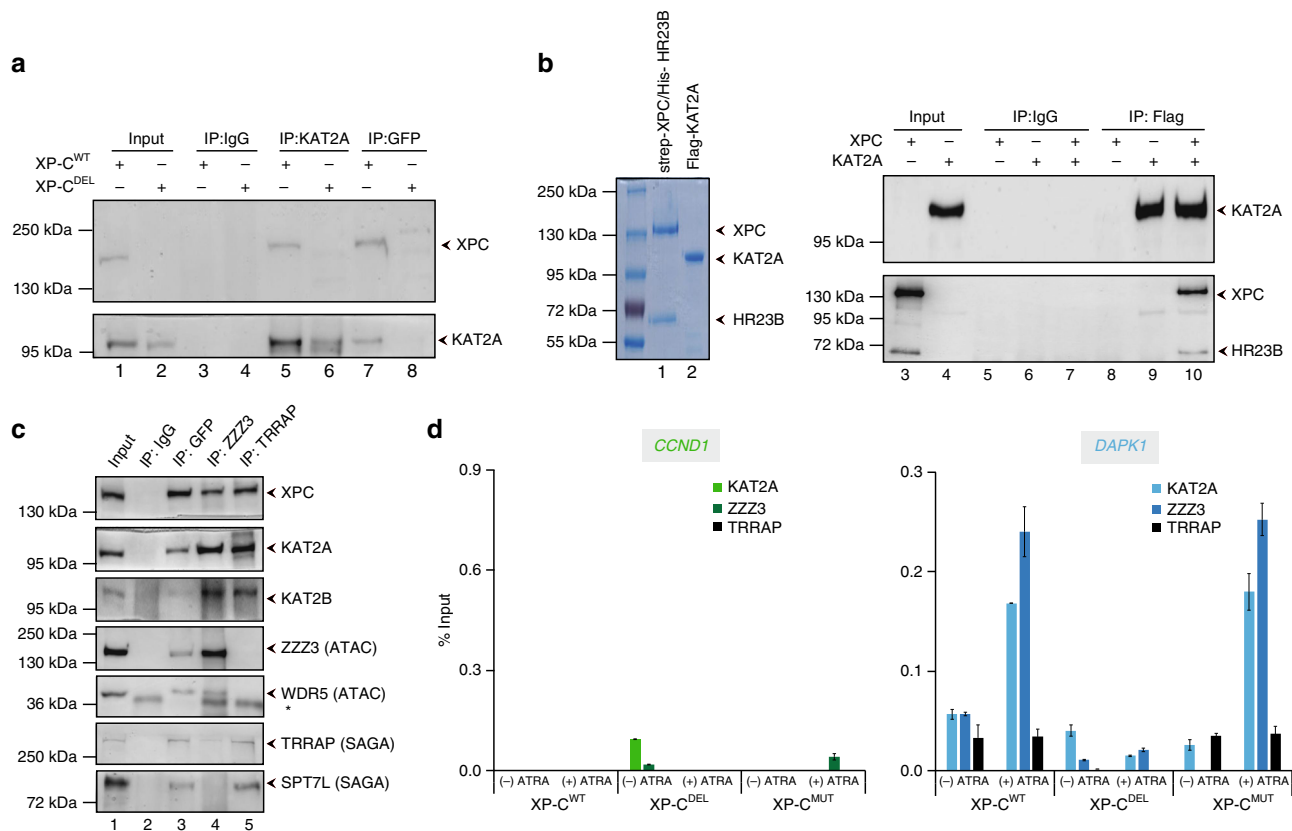 a
Input IP:IgG IP:KAT2A IP:GFP
XP-CWT + – + – + – + –
XP-CDEL – + – + – + – +
250 kDa
130 kDa
XPC
95 kDa
KAT2A
1 2 3 4 5 6 7 8
b
strep-XPC/His- HR23B
Flag-KAT2A
250 kDa
130 kDa
95 kDa
72 kDa
55 kDa
XPC
KAT2A
HR23B
1 2
Input IP:IgG IP: Flag
XPC + – + – + + – +
KAT2A – + – + + – + +
95 kDa
KAT2A
130 kDa
95 kDa
72 kDa
XPC
HR23B
3 4 5 6 7 8 9 10
c
Input
IP: IgG
IP: GFP
IP: ZZZ3
IP: TRRAP
130 kDa
XPC
95 kDa
KAT2A
95 kDa
KAT2B
250 kDa
130 kDa
ZZZ3 (ATAC)
36 kDa
WDR5 (ATAC)
*
250 kDa
TRRAP (SAGA)
72 kDa
SPT7L (SAGA)
1 2 3 4 5
d
CCND1
KAT2A
ZZZ3
TRRAP
% Input
0.9
0.6
0.3
0.0
(–) ATRA (+) ATRA (–) ATRA (+) ATRA (–) ATRA (+) ATRA
XP-CWT XP-CDEL XP-CMUT
DAPK1
KAT2A
ZZZ3
TRRAP
0.3
0.2
0.1
0.0
(–) ATRA (+) ATRA (–) ATRA (+) ATRA (–) ATRA (+) ATRA
XP-CWT XP-CDEL XP-CMUT